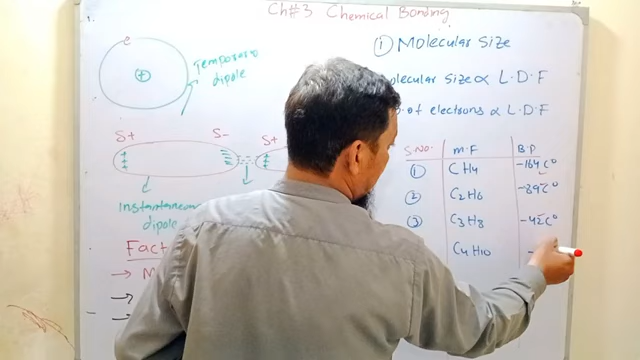 Ch#3 Chemical Bonding
e
+
Temporary
dipole
S+ S- S+
Instantaneous
dipole
Fact
→ M
→
→
① Molecular Size
olecular size ∝ L.D.F
of electrons ∝ L.D.F
S.NO. M.F B.P
① CH4 -164 C°
② C2H6 -89 C°
③ C3H8 -42 C°
C4H10 -